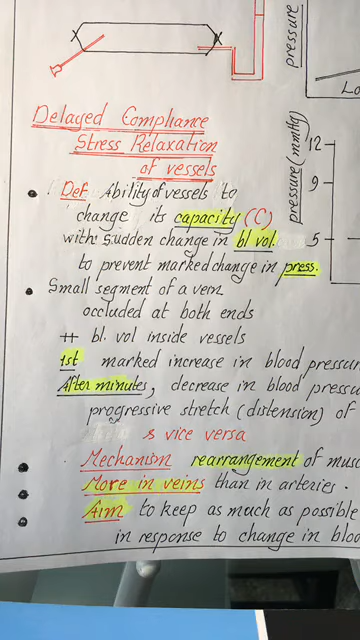 pressure
Lo
Delayed Compliance
Stress Relaxation
of vessels
pressure (mmHg)
12
9
5
Def Ability of vessels to
change its capacity (C)
with sudden change in bl vol.
to prevent marked change in press.
Small segment of a vein
occluded at both ends
bl. vol inside vessels
1st marked increase in blood pressur
After minutes, decrease in blood pressu
progressive stretch (distension) of
& vice versa
Mechanism rearrangement of musc
More in veins than in arteries.
Aim to keep as much as possible
in response to change in bloo